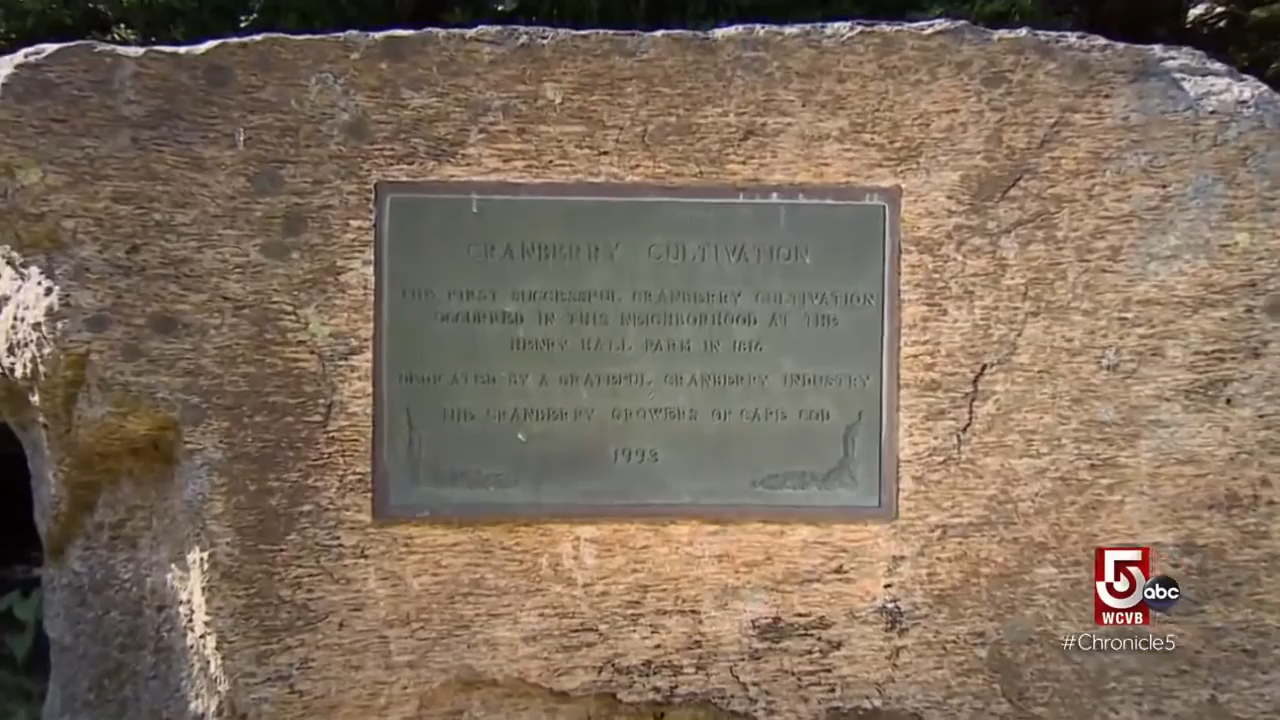 CRANBERRY CULTIVATION
THE FIRST SUCCESSFUL CRANBERRY CULTIVATION
OCCURRED IN THIS NEIGHBORHOOD AT THE
HENRY HALL FARM IN 1816
DEDICATED BY A GRATEFUL CRANBERRY INDUSTRY
THE CRANBERRY GROWERS OF CAPE COD
1993
5 abc
WCVB
#Chronicle5